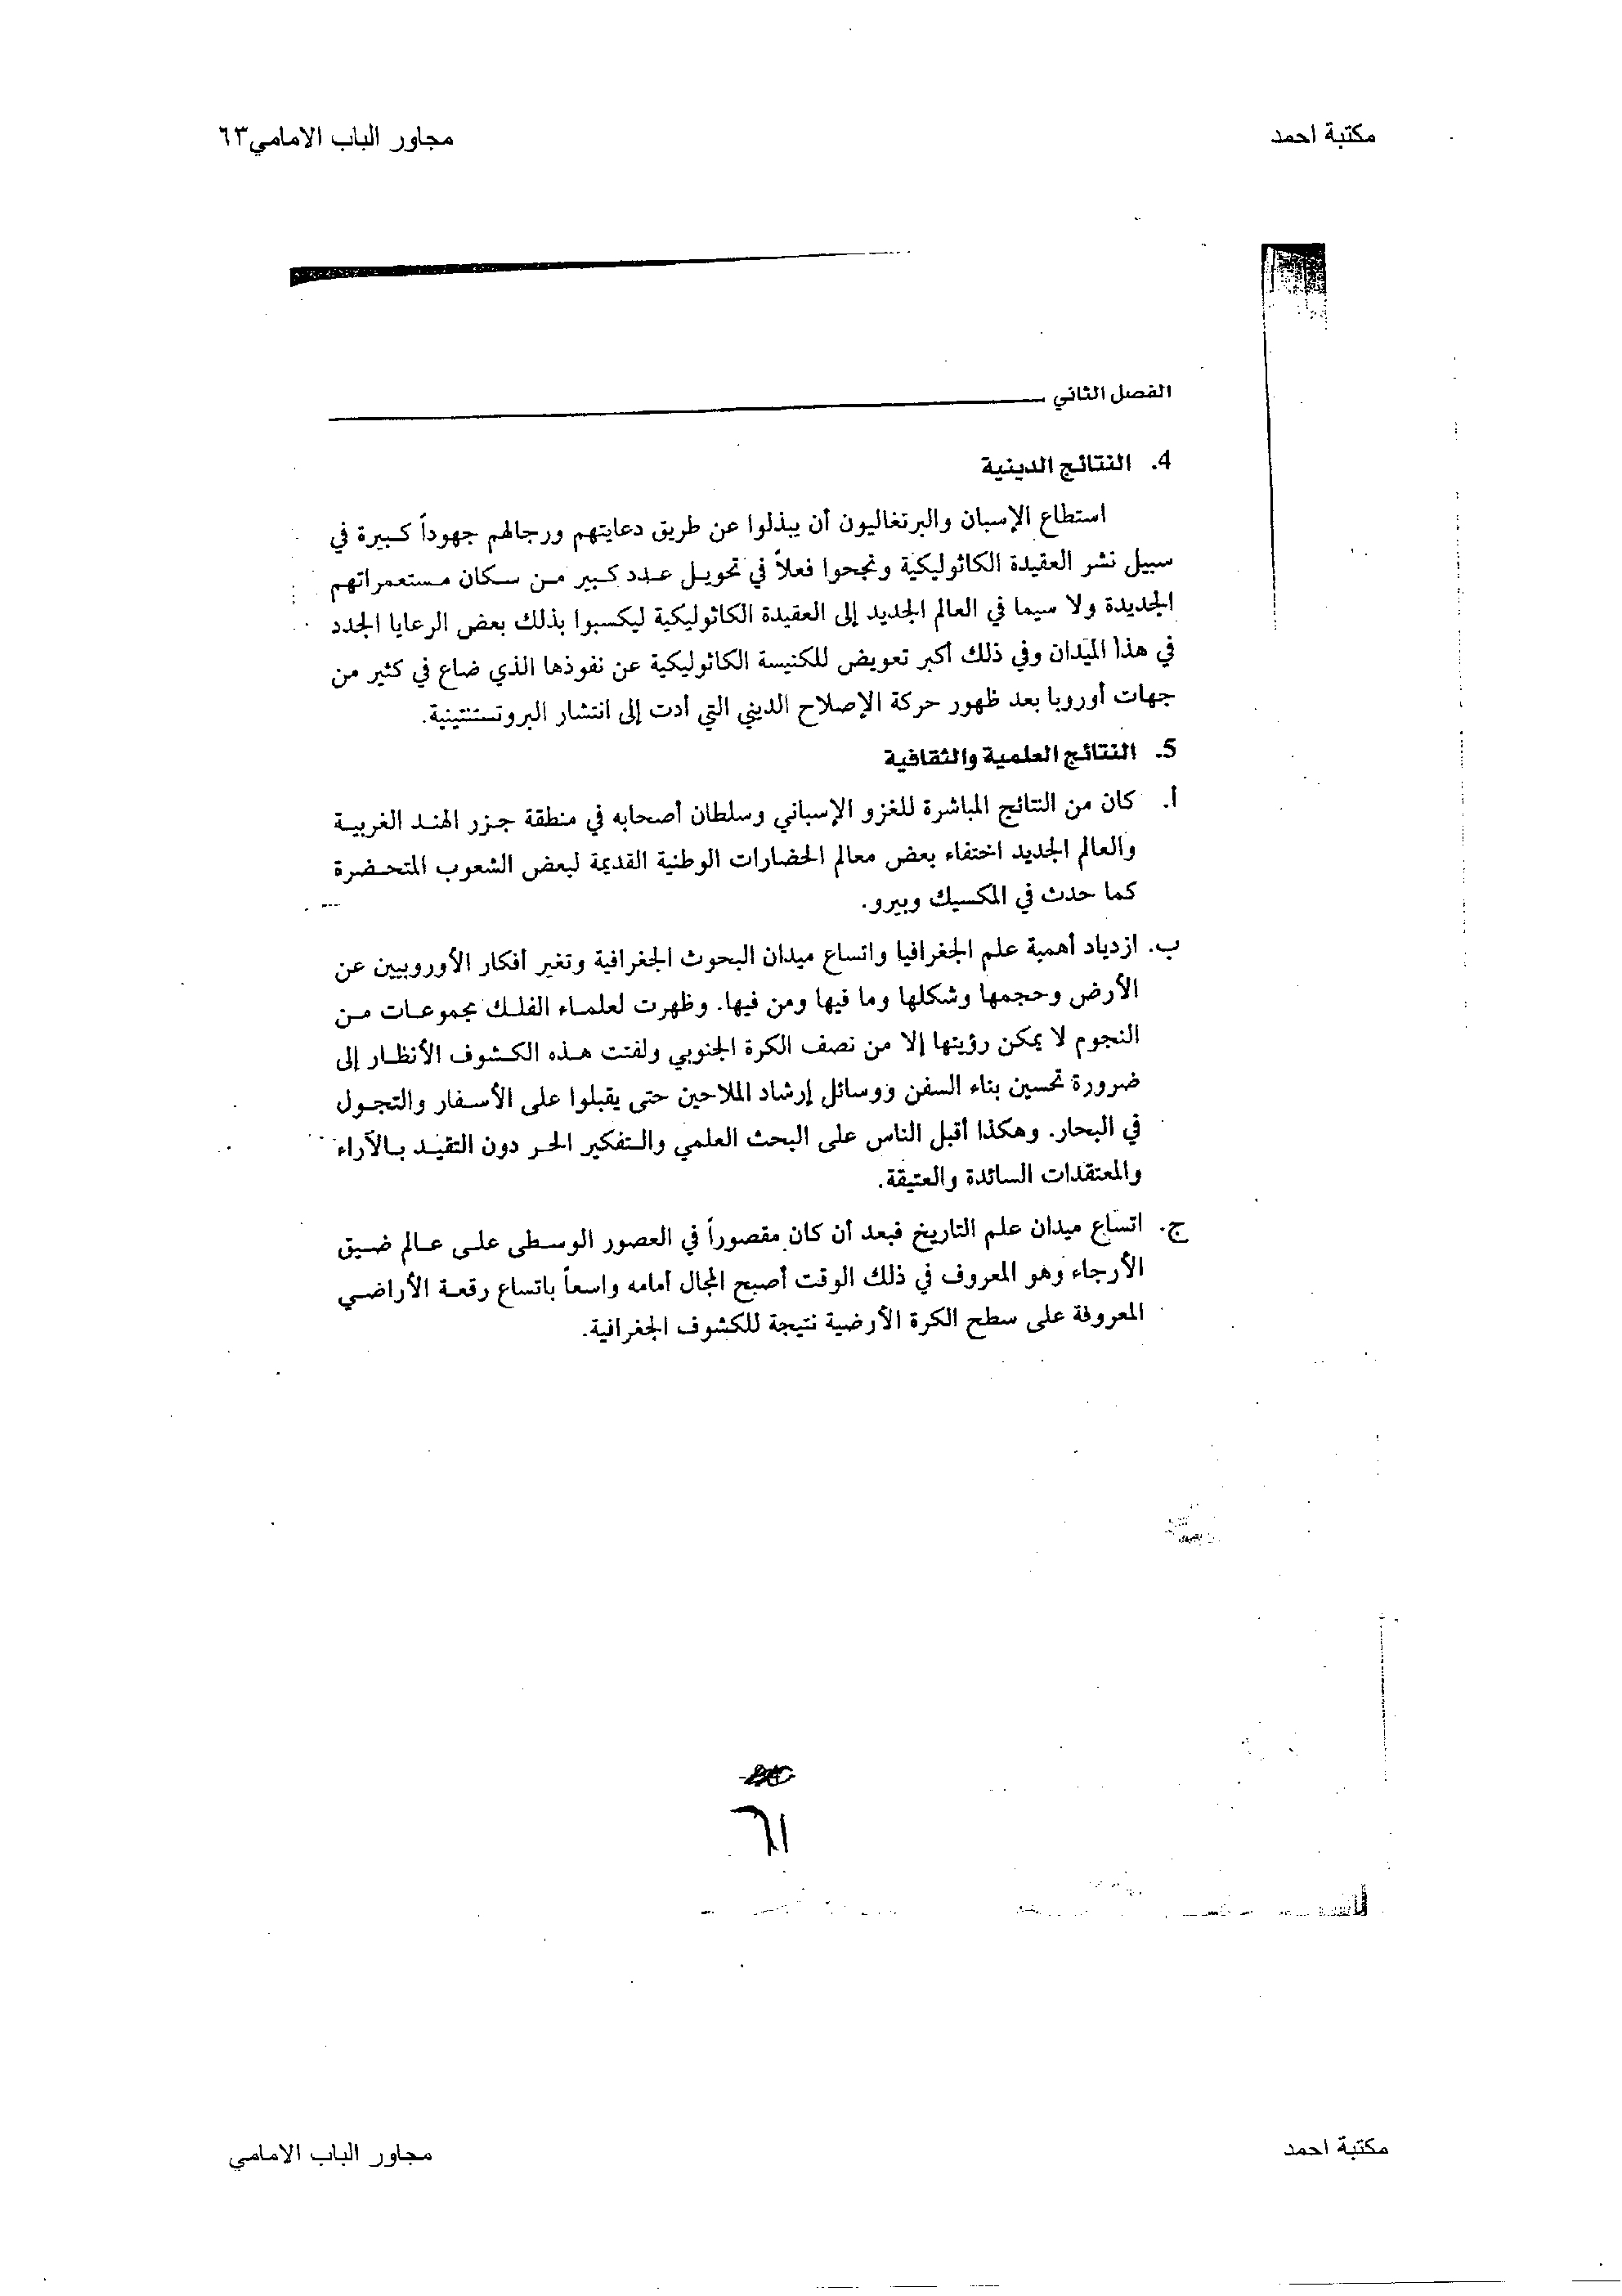 مكتبة احمد
مجاور الباب الامامي٦٣
الفصل الثاني
4. النتائج الدينية
استطاع الإسبان والبرتغاليون أن يبذلوا عن طريق دعايتهم ورجالهم جهوداً كبيرة في
سبيل نشر العقيدة الكاثوليكية ونجحوا فعلاً في تحويل عدد كبير من سكان مستعمراتهم
الجديدة ولا سيما في العالم الجديد إلى العقيدة الكاثوليكية ليكسبوا بذلك بعض الرعايا الجدد
في هذا الميدان وفي ذلك أكبر تعويض للكنيسة الكاثوليكية عن نفوذها الذي ضاع في كثير من
جهات أوروبا بعد ظهور حركة الإصلاح الديني التي أدت إلى انتشار البروتستنتينية.
5. النتائج العلمية والثقافية
أ. كان من النتائج المباشرة للغزو الإسباني وسلطان أصحابه في منطقة جزر الهند الغربية
والعالم الجديد اختفاء بعض معالم الحضارات الوطنية القديمة لبعض الشعوب المتحضرة
كما حدث في المكسيك وبيرو.
ب. ازدياد أهمية علم الجغرافيا واتساع ميدان البحوث الجغرافية وتغير أفكار الأوروبيين عن
الأرض وحجمها وشكلها وما فيها ومن فيها. وظهرت لعلماء الفلك مجموعات من
النجوم لا يمكن رؤيتها إلا من نصف الكرة الجنوبي ولفتت هذه الكشوف الأنظار إلى
ضرورة تحسين بناء السفن ووسائل إرشاد الملاحين حتى يقبلوا على الأسفار والتجول
في البحار. وهكذا أقبل الناس على البحث العلمي والتفكير الحر دون التقيد بالآراء
والمعتقدات السائدة والعتيقة.
ج. اتساع ميدان علم التاريخ فبعد أن كان مقصوراً في العصور الوسطى على عالم ضيق
الأرجاء وهو المعروف في ذلك الوقت أصبح المجال أمامه واسعاً باتساع رقعة الأراضي
المعروفة على سطح الكرة الأرضية نتيجة للكشوف الجغرافية.
٦١
مكتبة احمد
مجاور الباب الامامي